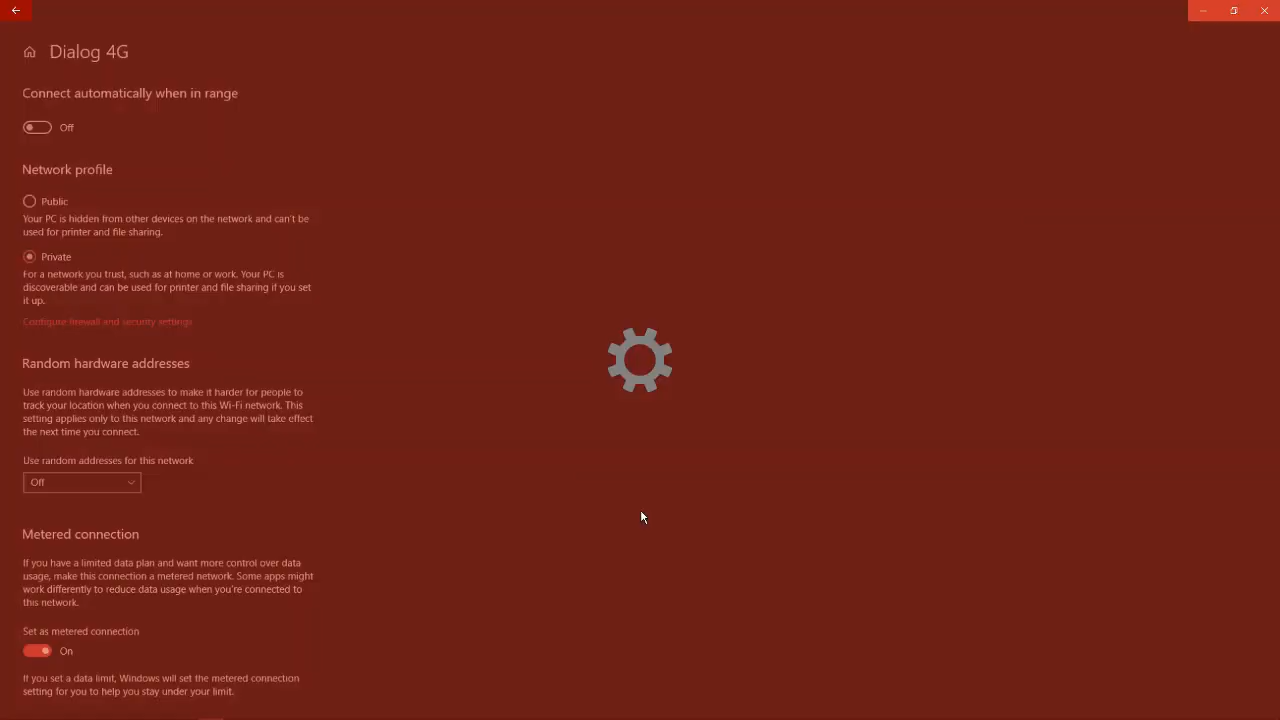 Dialog 4G
Connect automatically when in range
Off
Network profile
Public
Your PC is hidden from other devices on the network and can't be
used for printer and file sharing.
Private
For a network you trust, such as at home or work. Your PC is
discoverable and can be used for printer and file sharing if you set
it up.
Configure firewall and security settings
Random hardware addresses
Use random hardware addresses to make it harder for people to
track your location when you connect to this Wi-Fi network. This
setting applies only to this network and any change will take effect
the next time you connect.
Use random addresses for this network
Off
Metered connection
If you have a limited data plan and want more control over data
usage, make this connection a metered network. Some apps might
work differently to reduce data usage when you're connected to
this network.
Set as metered connection
On
If you set a data limit, Windows will set the metered connection
setting for you to help you stay under your limit.